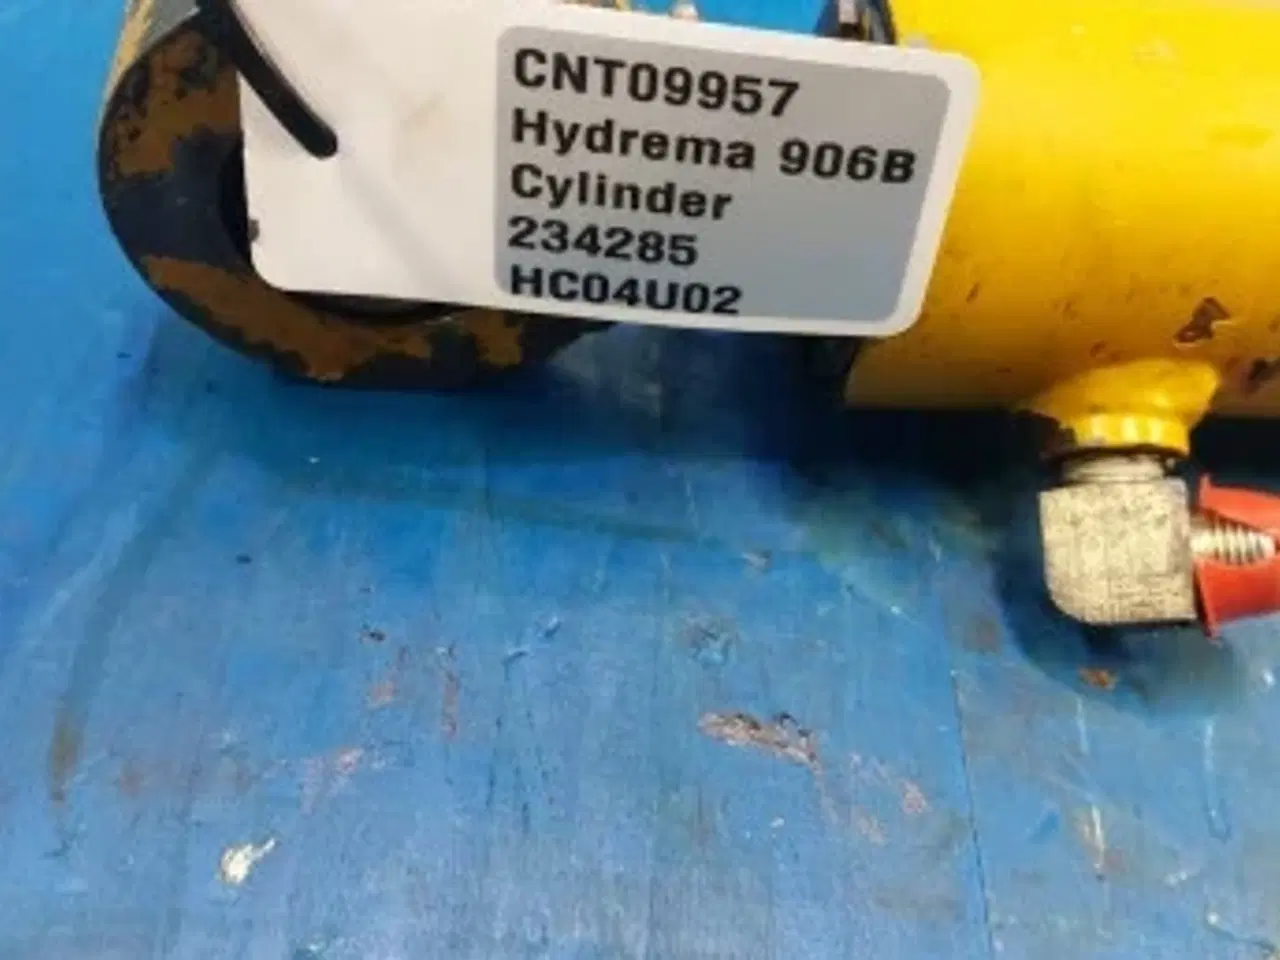 CNT09957
Hydrema 906B
Cylinder
234285
HC04U02